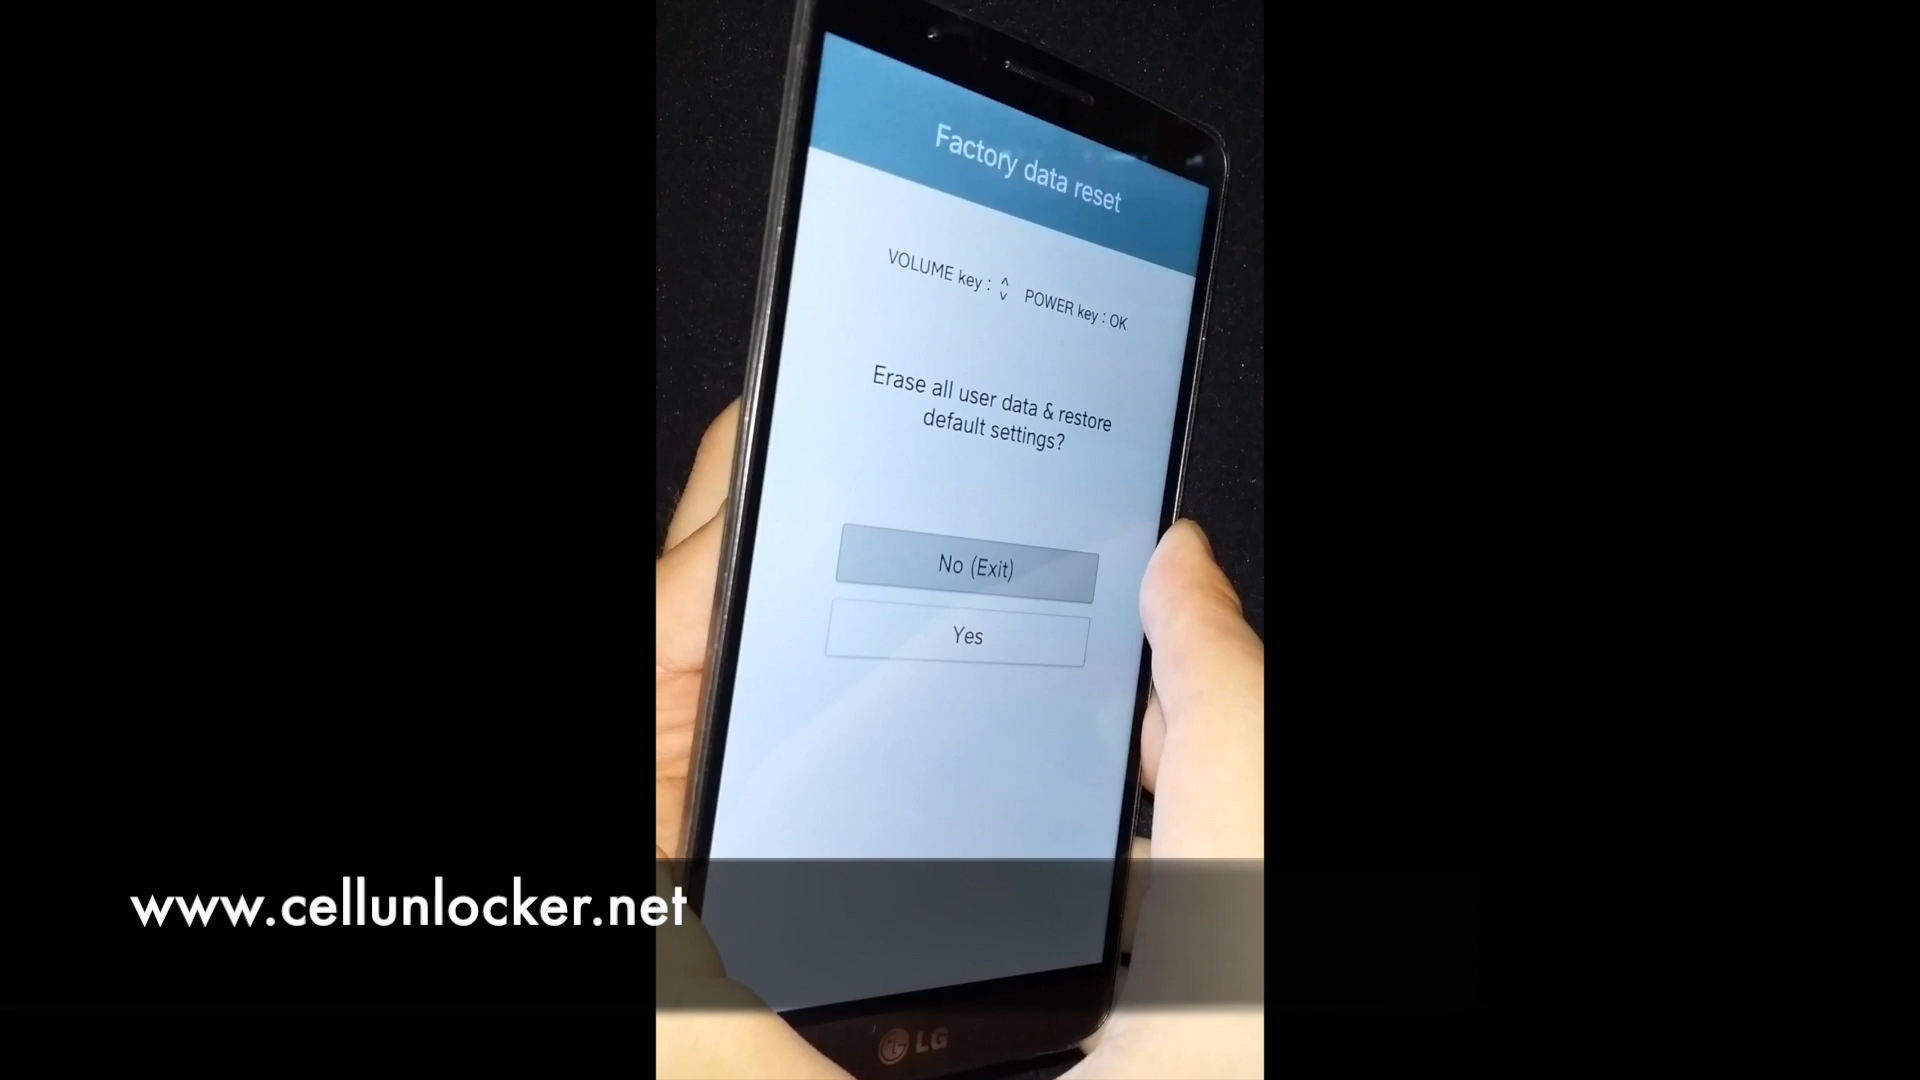 Factory data reset
VOLUME key : POWER key : OK
Erase all user data & restore
default settings?
No (Exit)
Yes
www.cellunlocker.net
LG